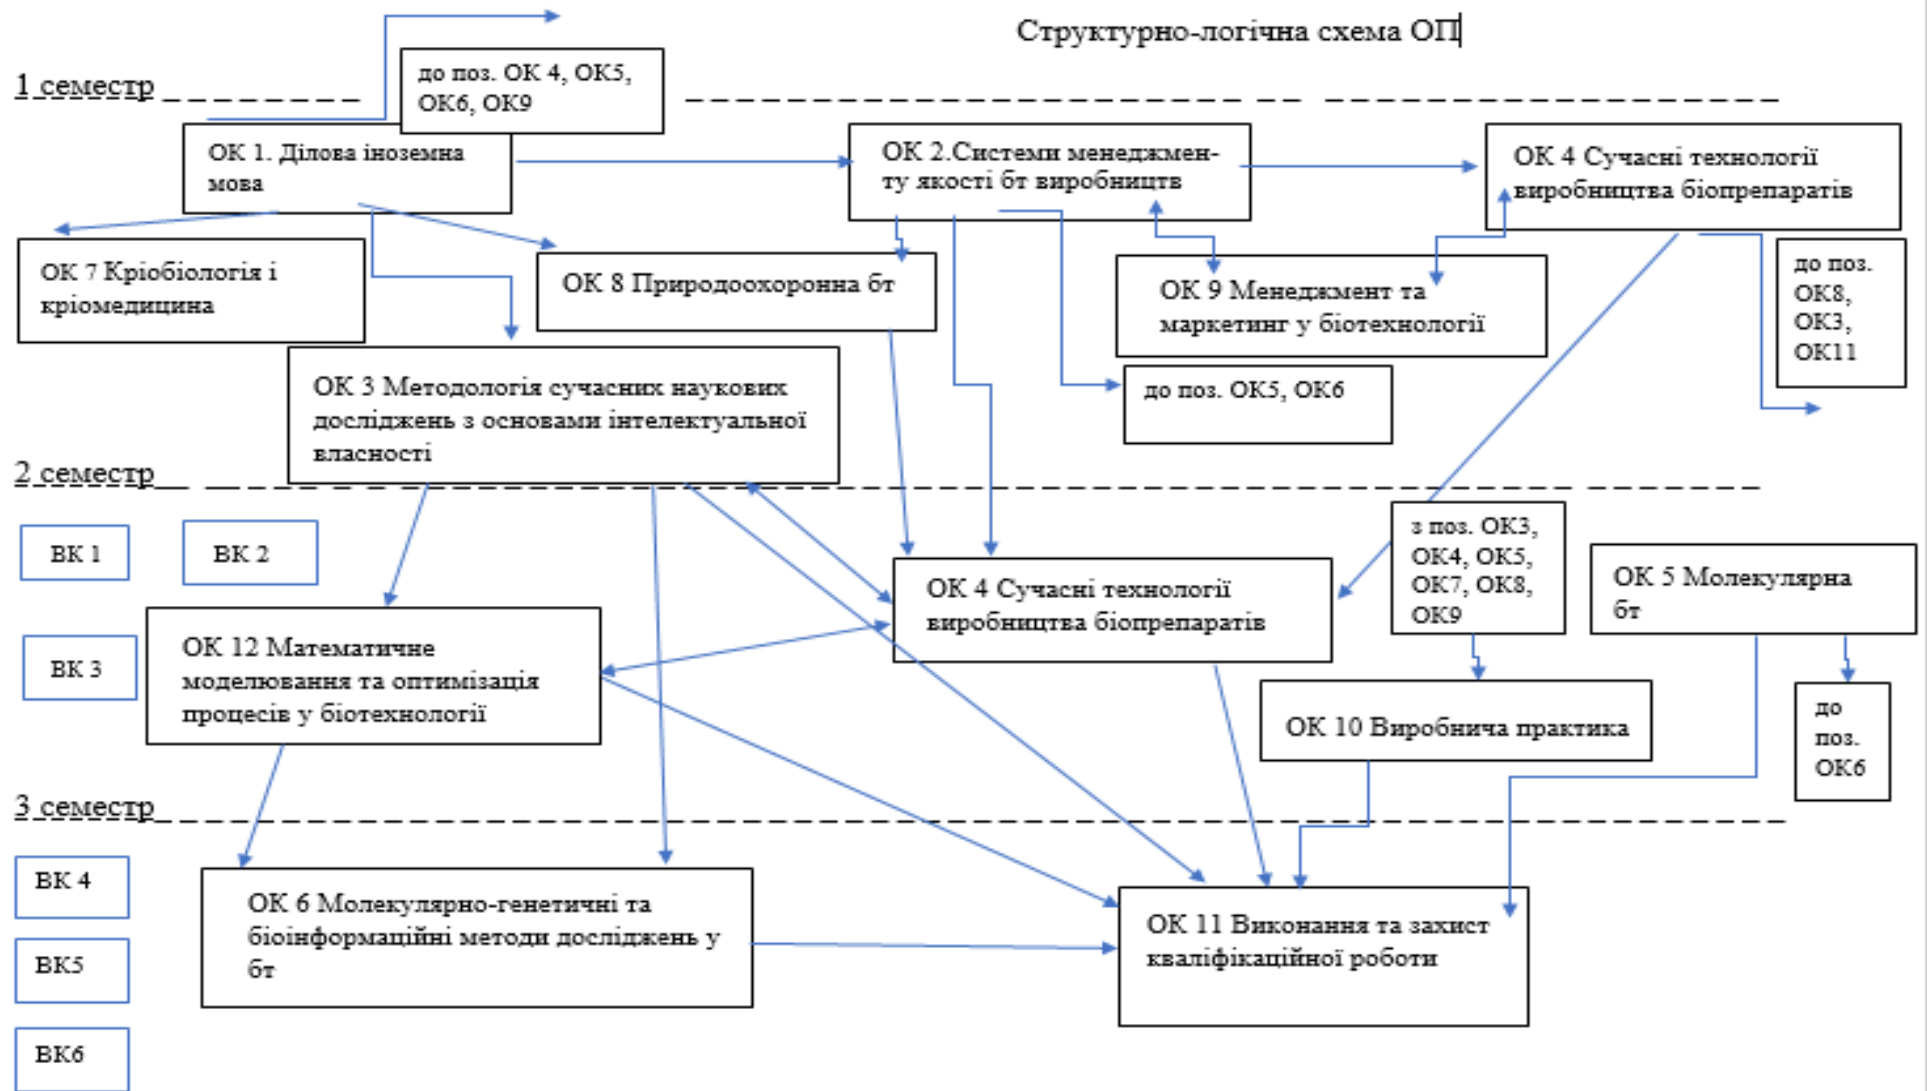 Структурно-логічна схема ОП
1 семестр
до поз. ОК 4, ОК5,
ОК6, ОК9
ОК 1. Ділова іноземна
мова
ОК 2.Системи менеджмен-
ту якості бт виробництв
ОК 4 Сучасні технології
виробництва біопрепаратів
ОК 7 Кріобіологія і
кріомедицина
ОК 8 Природоохоронна бт
ОК 9 Менеджмент та
маркетинг у біотехнології
до поз.
ОК8,
ОК3,
ОК11
ОК 3 Методологія сучасних наукових
досліджень з основами інтелектуальної
власності
до поз. ОК5, ОК6
2 семестр
ВК 1
ВК 2
ОК 4 Сучасні технології
виробництва біопрепаратів
з поз. ОК3,
ОК4, ОК5,
ОК7, ОК8,
ОК9
ОК 5 Молекулярна
бт
ВК 3
ОК 12 Математичне
моделювання та оптимізація
процесів у біотехнології
ОК 10 Виробнича практика
до
поз.
ОК6
3 семестр
ВК 4
ОК 6 Молекулярно-генетичні та
біоінформаційні методи досліджень у
бт
ОК 11 Виконання та захист
кваліфікаційної роботи
ВК5
ВК6